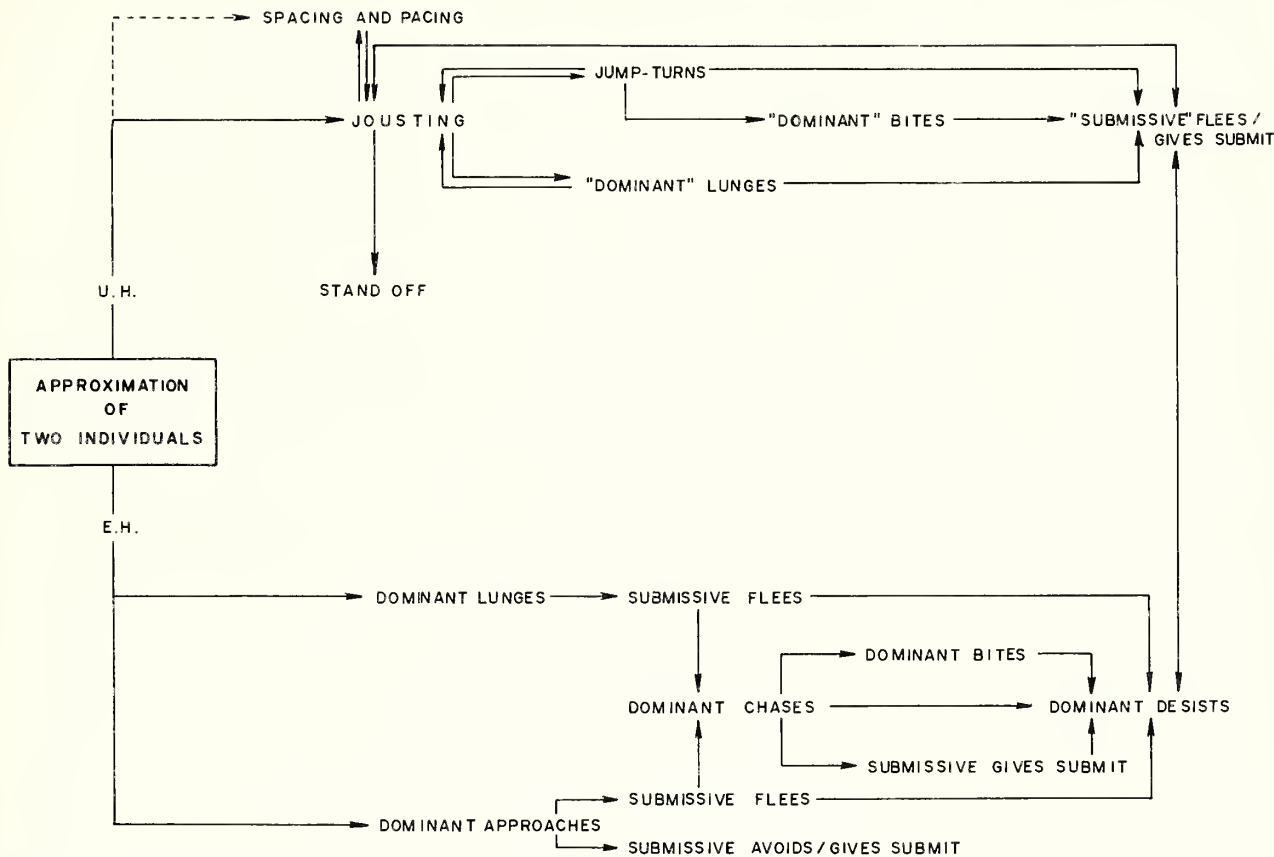 SPACING AND PACING
JUMP-TURNS
JOUSTING
"DOMINANT" BITES
"SUBMISSIVE" FLEES/
GIVES SUBMIT
"DOMINANT" LUNGES
U.H.
STAND OFF
APPROXIMATION
OF
TWO INDIVIDUALS
E.H.
DOMINANT LUNGES
SUBMISSIVE FLEES
DOMINANT BITES
DOMINANT CHASES
DOMINANT DESISTS
SUBMISSIVE GIVES SUBMIT
SUBMISSIVE FLEES
DOMINANT APPROACHES
SUBMISSIVE AVOIDS/GIVES SUBMIT